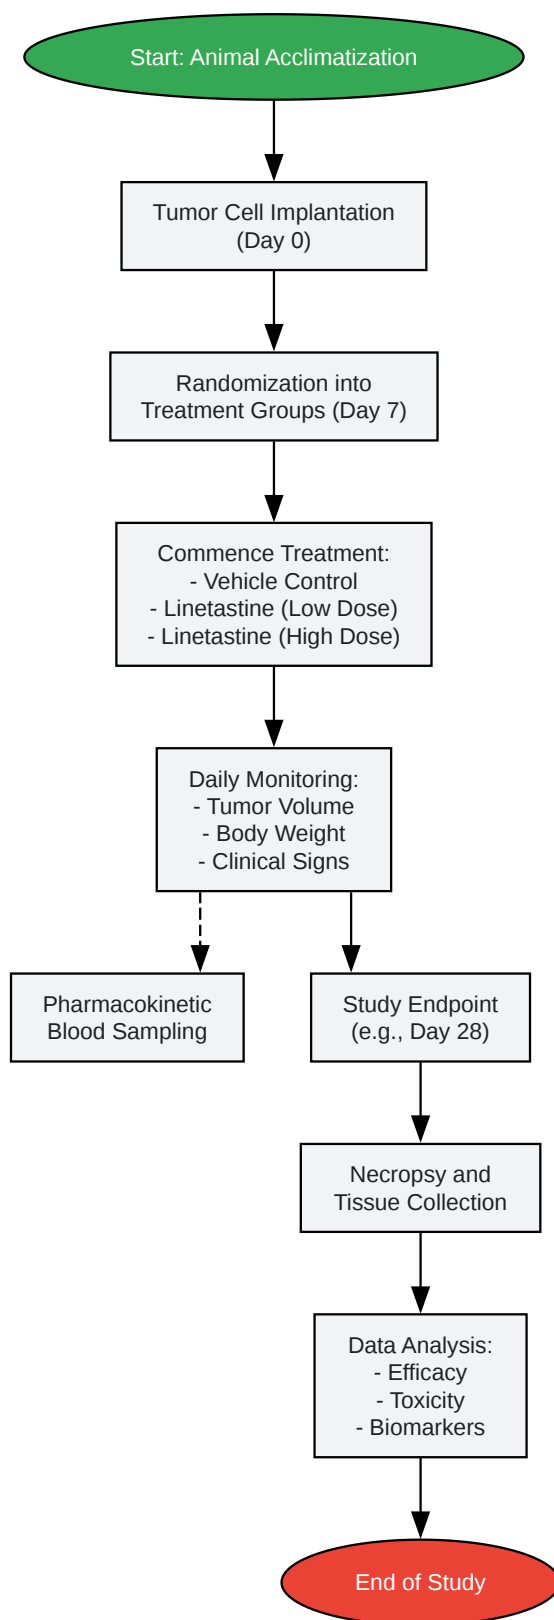 Start: Animal Acclimatization
Tumor Cell Implantation
(Day 0)
Randomization into
Treatment Groups (Day 7)
Commence Treatment:
- Vehicle Control
- Linetastine (Low Dose)
- Linetastine (High Dose)
Daily Monitoring:
- Tumor Volume
- Body Weight
- Clinical Signs
Pharmacokinetic
Blood Sampling
Study Endpoint
(e.g., Day 28)
Necropsy and
Tissue Collection
Data Analysis:
- Efficacy
- Toxicity
- Biomarkers
End of Study